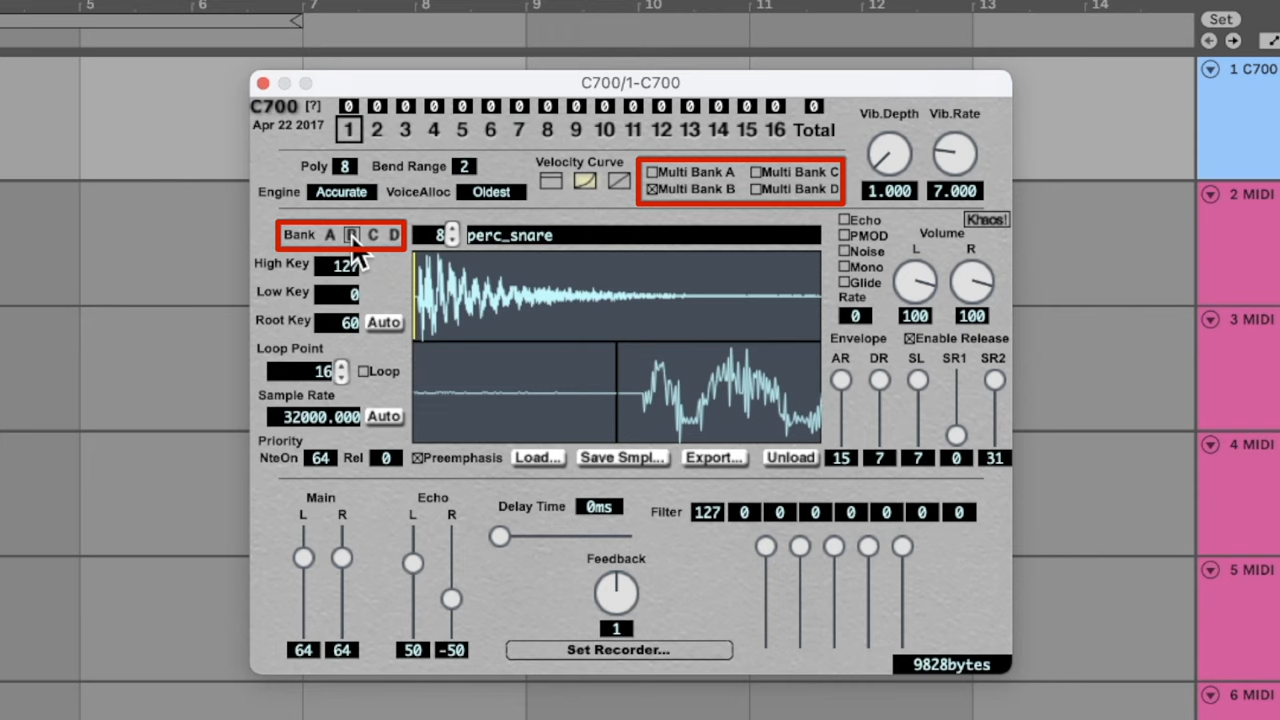 5 6 7 8 9 10 11 12 13 14
Set
C700/1-C700
1 C700
C700 [?] 0 0 0 0 0 0 0 0 0 0 0 0 0 0 0 0 0
Apr 22 2017 1 2 3 4 5 6 7 8 9 10 11 12 13 14 15 16 Total
Vib.Depth Vib.Rate
1.000 7.000
Poly 8 Bend Range 2
Engine Accurate VoiceAlloc Oldest
Velocity Curve
Multi Bank A Multi Bank C
Multi Bank B Multi Bank D
2 MIDI
Bank A B C D
8 perc_snare
High Key 127
Low Key 0
Root Key 60 Auto
Loop Point
16 Loop
Sample Rate
32000.000 Auto
Priority
NteOn 64 Rel 0
Preemphasis Load... Save Smpl... Export... Unload
Echo
PMOD
Noise
Mono
Glide
Rate
0
Khaos!
Volume
L R
100 100
Envelope Enable Release
AR DR SL SR1 SR2
15 7 7 0 31
3 MIDI
4 MIDI
Main Echo
L R L R
64 64 50 -50
Delay Time 0ms
Feedback
1
Set Recorder...
Filter 127 0 0 0 0 0 0 0
9828bytes
5 MIDI
6 MIDI